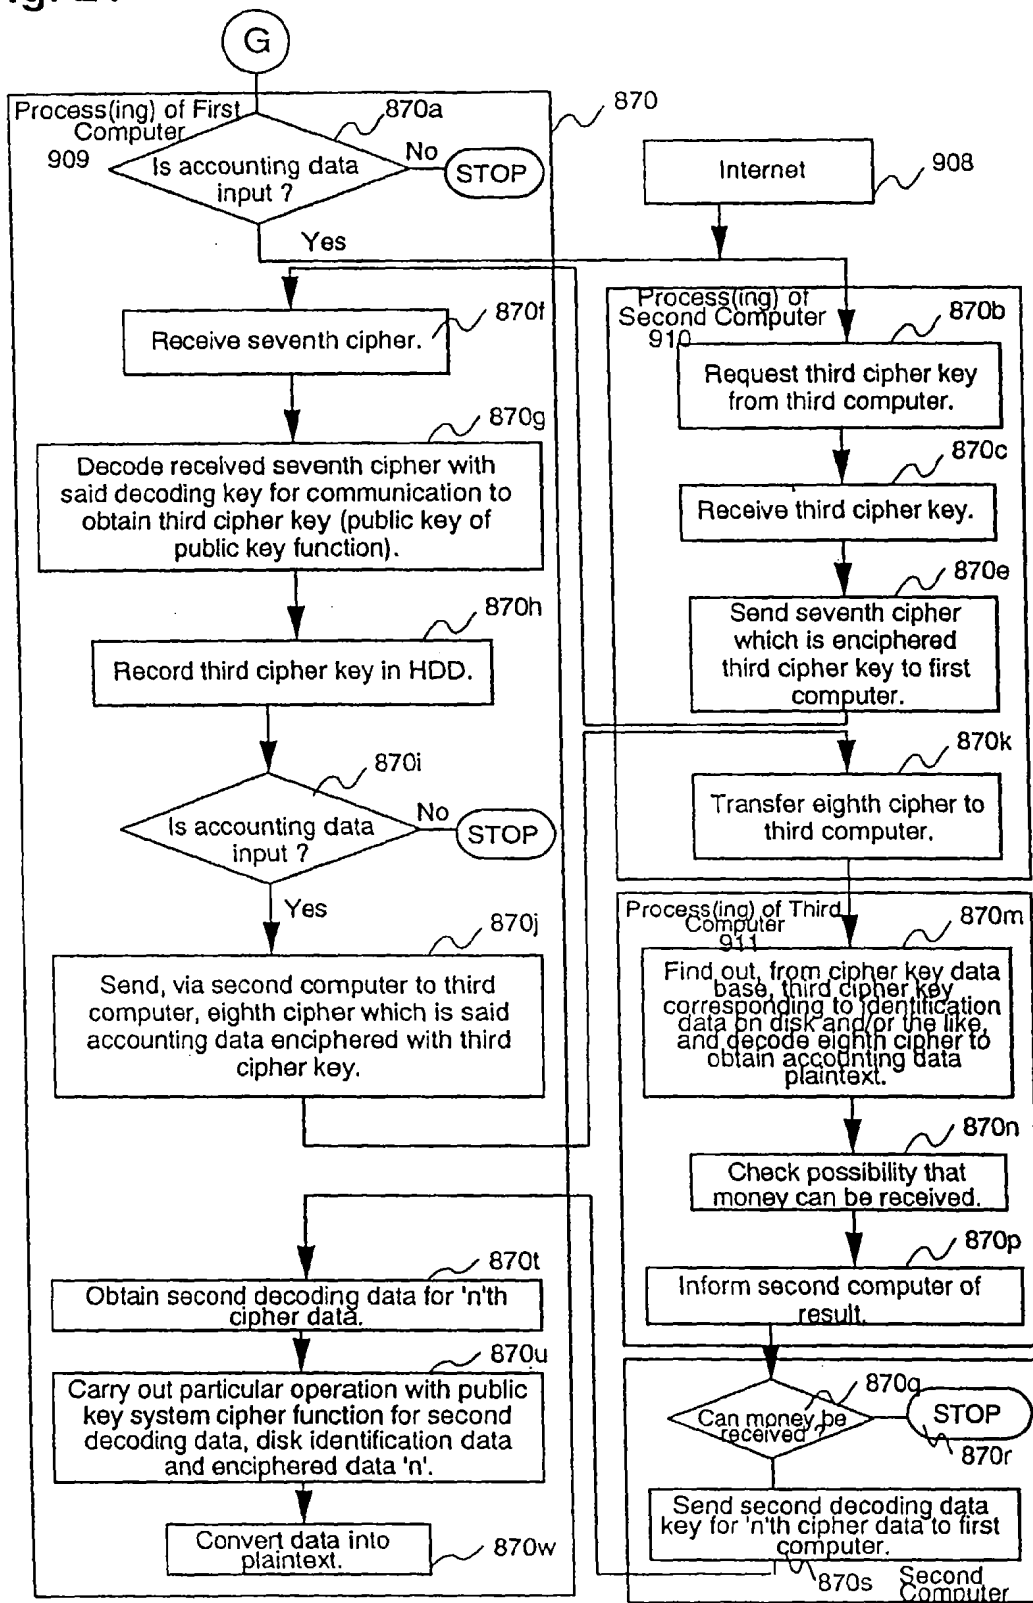 G
Process(ing) of First
Computer
909
870a
870
Is accounting data
input ?
No
STOP
Yes
Internet
908
870f
Receive seventh cipher.
870g
Decode received seventh cipher with
said decoding key for communication to
obtain third cipher key (public key of
public key function).
870h
Record third cipher key in HDD.
870i
Is accounting data
input ?
No
STOP
Yes
870j
Send, via second computer to third
computer, eighth cipher which is said
accounting data enciphered with third
cipher key.
Process(ing) of
Second Computer
910
870b
Request third cipher key
from third computer.
870c
Receive third cipher key.
870e
Send seventh cipher
which is enciphered
third cipher key to first
computer.
870k
Transfer eighth cipher to
third computer.
Process(ing) of Third
Computer
911
870m
Find out, from cipher key data
base, third cipher key
corresponding to identification
data on disk and/or the like,
and decode eighth cipher to
obtain accounting data
plaintext.
870n
Check possibility that
money can be received.
870p
Inform second computer of
result.
870q
Can money be
received ?
STOP
870r
Send second decoding data
key for 'n'th cipher data to first
computer.
870s
Second
Computer
870t
Obtain second decoding data for 'n'th
cipher data.
870u
Carry out particular operation with public
key system cipher function for second
decoding data, disk identification data
and enciphered data 'n'.
Convert data into
plaintext.
870w